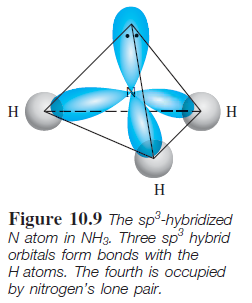 N
H
H
H
Figure 10.9 The sp³-hybridized
N atom in NH₃. Three sp³ hybrid
orbitals form bonds with the
H atoms. The fourth is occupied
by nitrogen's lone pair.